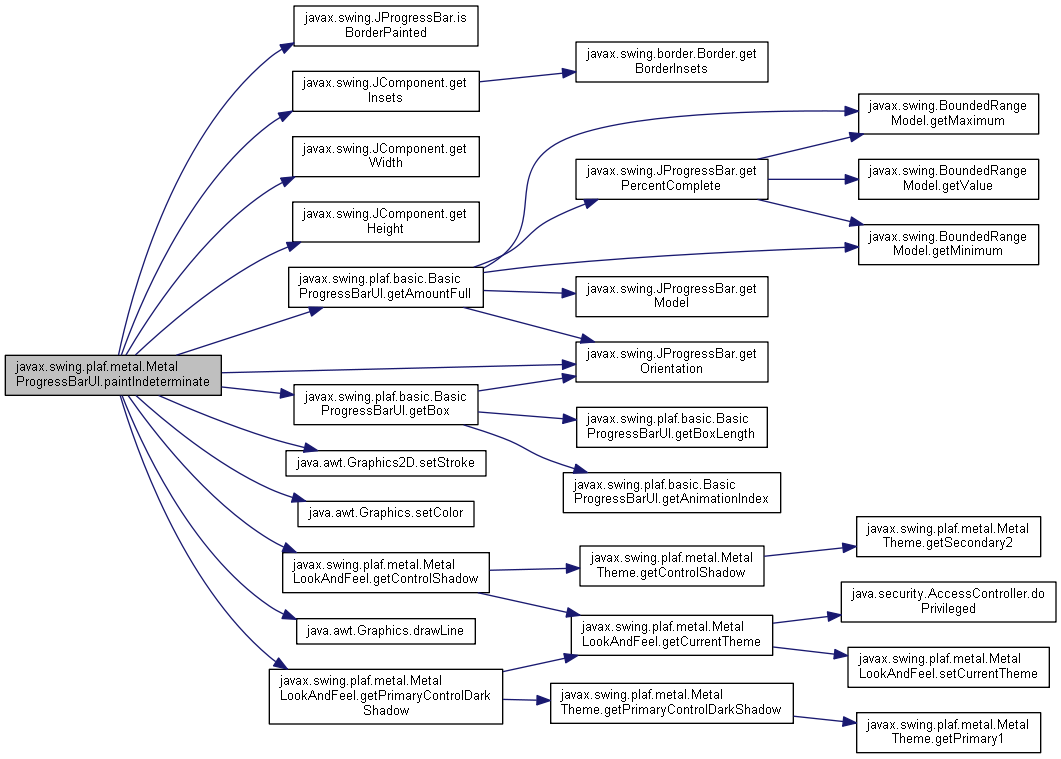 javax.swing.JProgressBar.is
BorderPainted
javax.swing.JComponent.get
Insets
javax.swing.border.Border.get
BorderInsets
javax.swing.JComponent.get
Width
javax.swing.JComponent.get
Height
javax.swing.plaf.basic.Basic
ProgressBarUI.getAmountFull
javax.swing.BoundedRange
Model.getMaximum
javax.swing.JProgressBar.get
PercentComplete
javax.swing.BoundedRange
Model.getValue
javax.swing.BoundedRange
Model.getMinimum
javax.swing.JProgressBar.get
Model
javax.swing.JProgressBar.get
Orientation
javax.swing.plaf.metal.Metal
ProgressBarUI.paintIndeterminate
javax.swing.plaf.basic.Basic
ProgressBarUI.getBox
javax.swing.plaf.basic.Basic
ProgressBarUI.getBoxLength
javax.swing.plaf.basic.Basic
ProgressBarUI.getAnimationIndex
java.awt.Graphics2D.setStroke
java.awt.Graphics.setColor
javax.swing.plaf.metal.Metal
LookAndFeel.getControlShadow
javax.swing.plaf.metal.Metal
Theme.getControlShadow
javax.swing.plaf.metal.Metal
Theme.getSecondary2
java.awt.Graphics.drawLine
javax.swing.plaf.metal.Metal
LookAndFeel.getCurrentTheme
java.security.AccessController.do
Privileged
javax.swing.plaf.metal.Metal
LookAndFeel.setCurrentTheme
javax.swing.plaf.metal.Metal
LookAndFeel.getPrimaryControlDark
Shadow
javax.swing.plaf.metal.Metal
Theme.getPrimaryControlDarkShadow
javax.swing.plaf.metal.Metal
Theme.getPrimary1